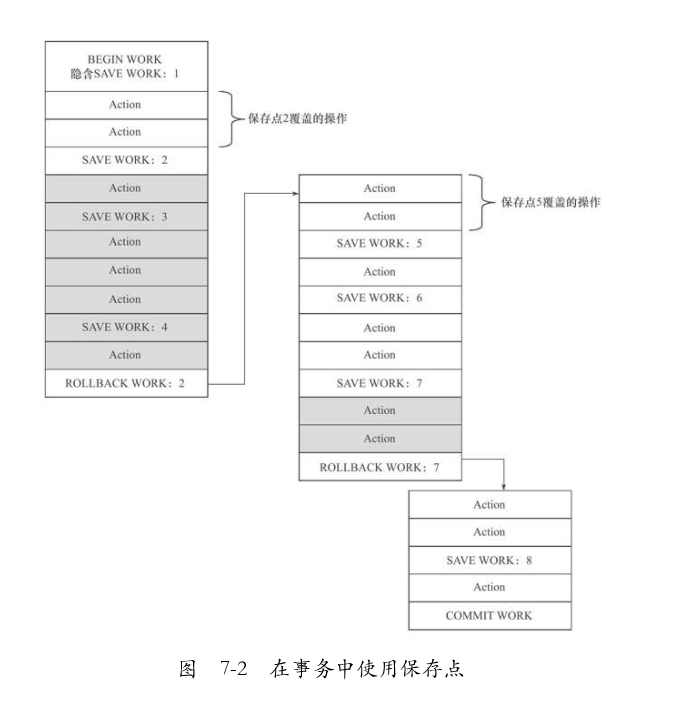 BEGIN WORK
隐含SAVE WORK：1
Action
Action
保存点2覆盖的操作
SAVE WORK：2
Action
SAVE WORK：3
Action
Action
Action
SAVE WORK：4
Action
ROLLBACK WORK：2
Action
Action
保存点5覆盖的操作
SAVE WORK：5
Action
SAVE WORK：6
Action
Action
SAVE WORK：7
Action
Action
ROLLBACK WORK：7
Action
Action
SAVE WORK：8
Action
COMMIT WORK
图 7-2 在事务中使用保存点